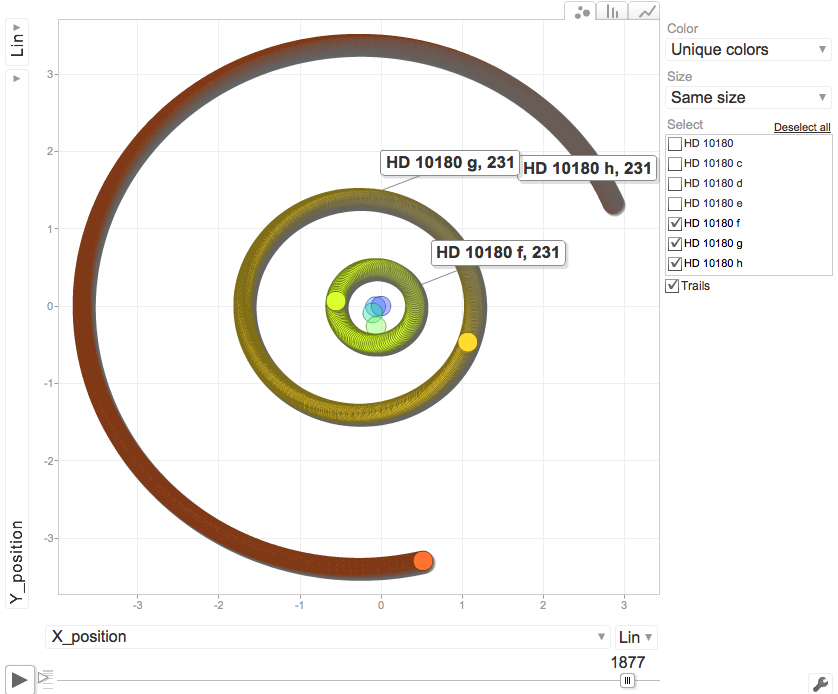 Lin
Y_position
3
2
1
0
-1
-2
-3
-3
-2
-1
0
1
2
3
HD 10180 g, 231
HD 10180 h, 231
HD 10180 f, 231
Color
Unique colors
Size
Same size
Select
Deselect all
HD 10180
HD 10180 c
HD 10180 d
HD 10180 e
HD 10180 f
HD 10180 g
HD 10180 h
Trails
X_position
Lin
1877